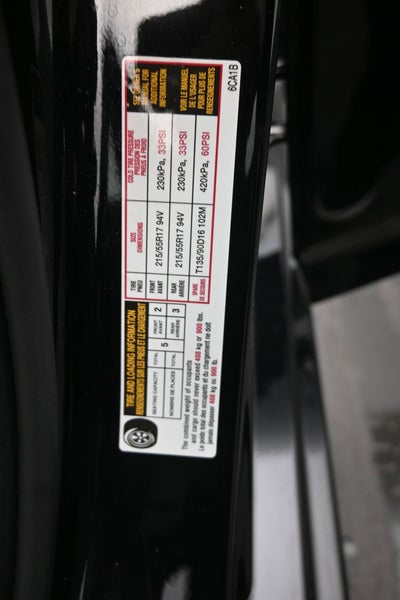 TIRE AND LOADING INFORMATION
RENSEIGNEMENTS SUR LES PNEUS ET LE CHARGEMENT
SEATING CAPACITY
NOMBRE DE PLACES
TOTAL
TOTAL
5
FRONT
AVANT
2
REAR
ARRIÈRE
3
The combined weight of occupants
and cargo should never exceed 408 kg or 900 lbs.
Le poids total des occupants et du chargement ne doit
jamais dépasser 408 kg ou 900 lb.
TIRE
PNEU
SIZE
DIMENSIONS
COLD TIRE PRESSURE
PRESSION DES
PNEUS À FROID
FRONT
AVANT
215/55R17 94V
230kPa, 33PSI
REAR
ARRIÈRE
215/55R17 94V
230kPa, 33PSI
SPARE
DE SECOURS
T135/90D16 102M
420kPa, 60PSI
SEE OWNER'S
MANUAL FOR
ADDITIONAL
INFORMATION
VOIR LE MANUEL
DE L'USAGER
POUR PLUS DE
RENSEIGNEMENTS
6CA1B